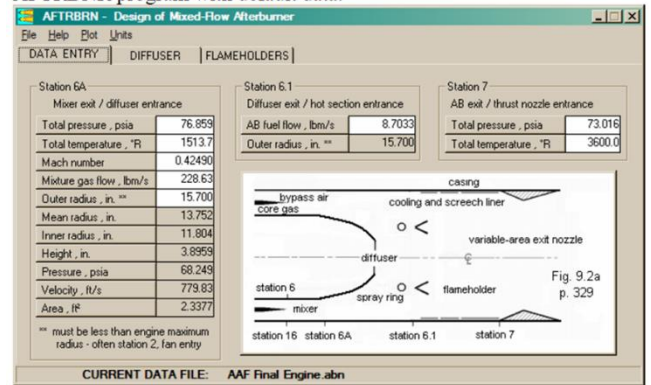 AFTRBRN - Design of Mixed-Flow Afterburner
File Help Plot Units
DATA ENTRY DIFFUSER FLAMEHOLDERS
Station 6A
Mixer exit / diffuser entrance
Total pressure , psia 76.859
Total temperature , °R 1513.7
Mach number 0.42490
Mixture gas flow , lbm/s 228.63
Outer radius , in. ** 15.700
Mean radius , in. 13.752
Inner radius , in. 11.804
Height , in. 3.8959
Pressure , psia 68.249
Velocity , ft/s 779.83
Area , ft² 2.3377
** must be less than engine maximum
radius - often station 2, fan entry
Station 6.1
Diffuser exit / hot section entrance
AB fuel flow , lbm/s 8.7033
Outer radius , in. ** 15.700
Station 7
AB exit / thrust nozzle entrance
Total pressure , psia 73.016
Total temperature , °R 3600.0
casing
bypass air
core gas
cooling and screech liner
variable-area exit nozzle
diffuser
Fig. 9.2a
p. 329
station 6
spray ring
flameholder
mixer
station 16 station 6A station 6.1 station 7
CURRENT DATA FILE: AAF Final Engine.abn